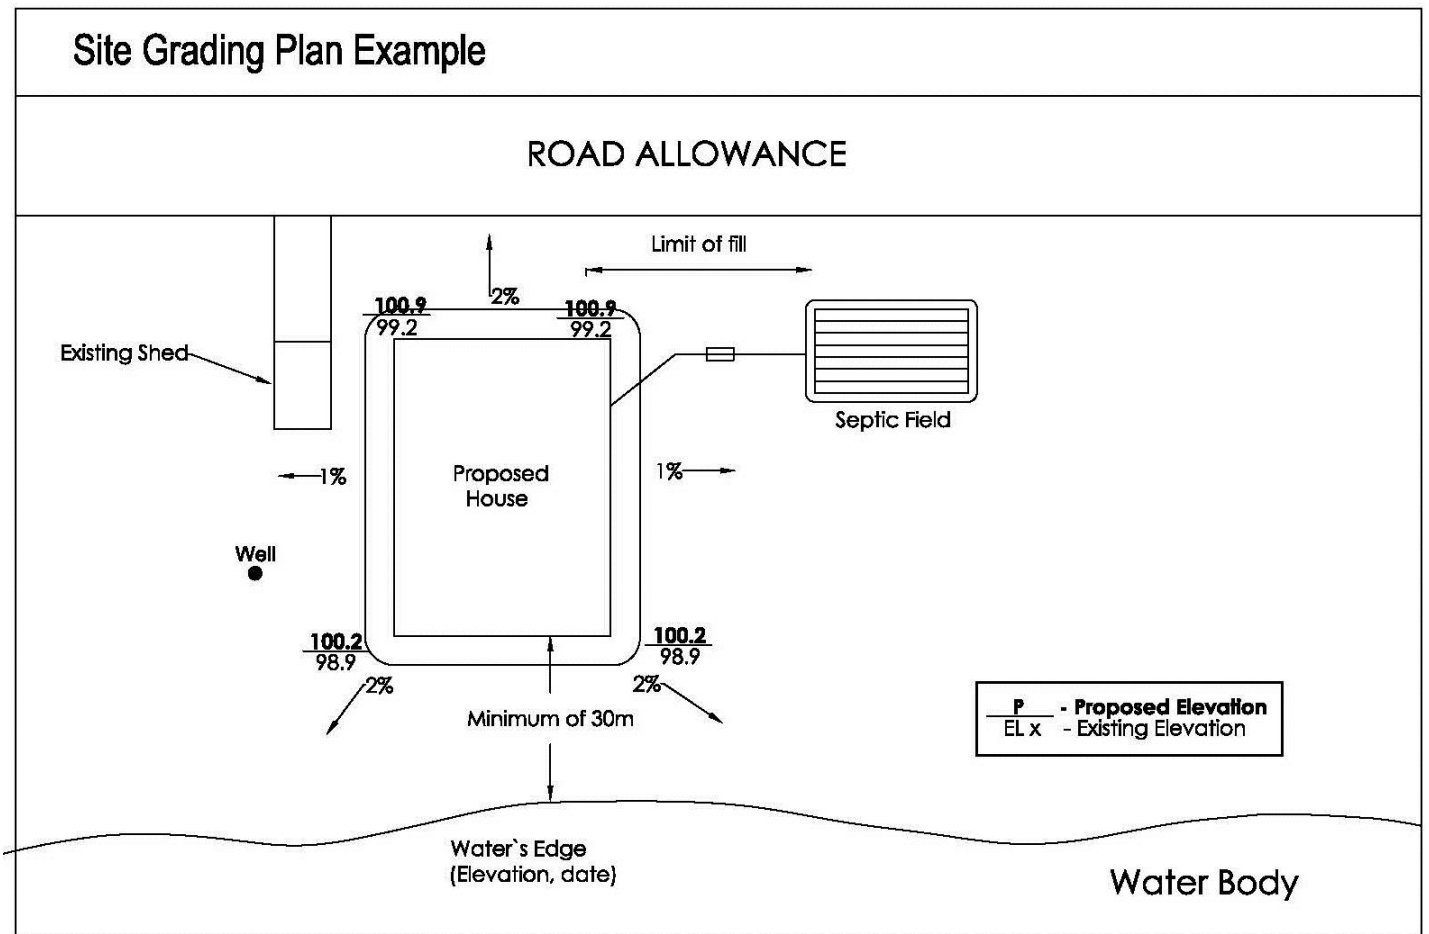 Site Grading Plan Example
ROAD ALLOWANCE
Limit of fill
2%
100.9
99.2
100.9
99.2
Existing Shed
Septic Field
1%
Proposed
House
1%
Well
100.2
98.9
100.2
98.9
2%
2%
Minimum of 30m
P - Proposed Elevation
EL x - Existing Elevation
Water`s Edge
(Elevation, date)
Water Body